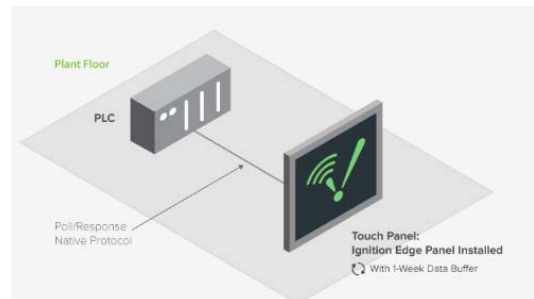 Plant Floor
PLC
Poll/Response
Native Protocol
Touch Panel:
Ignition Edge Panel Installed
With 1-Week Data Buffer